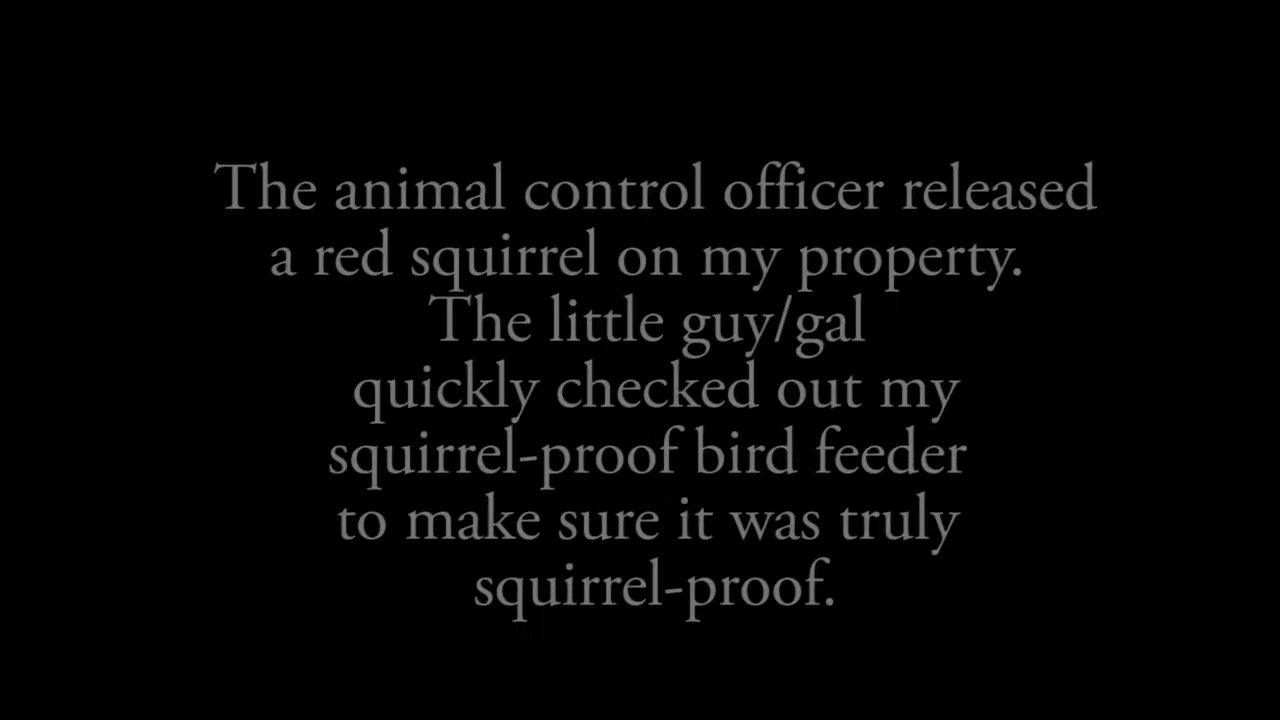 The animal control officer released
a red squirrel on my property.
The little guy/gal
quickly checked out my
squirrel-proof bird feeder
to make sure it was truly
squirrel-proof.